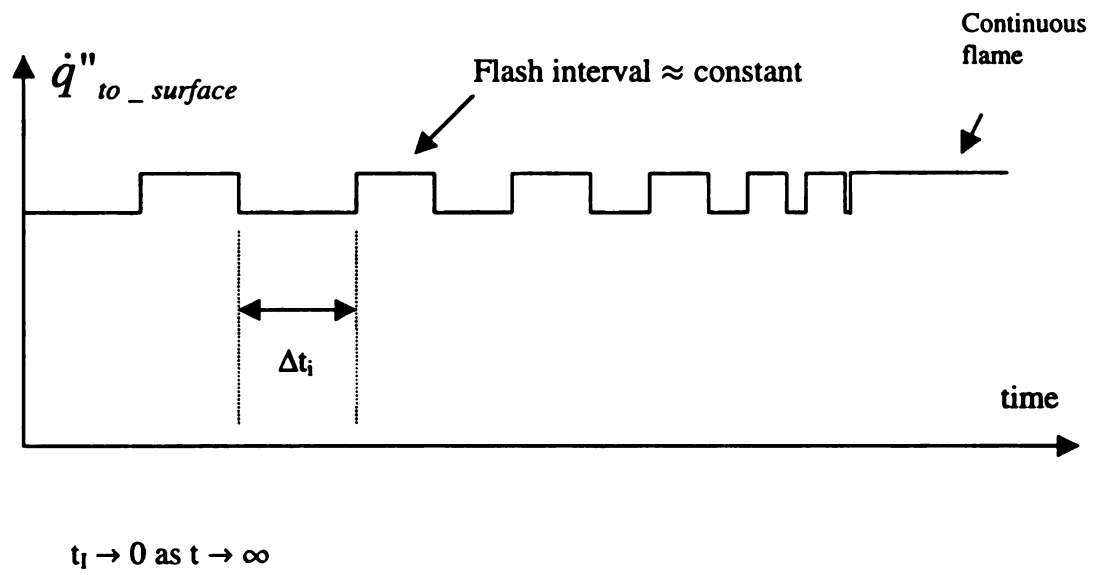 Continuous
flame
q̇"to _ surface
Flash interval ≈ constant
Δti
time
tI → 0 as t → ∞